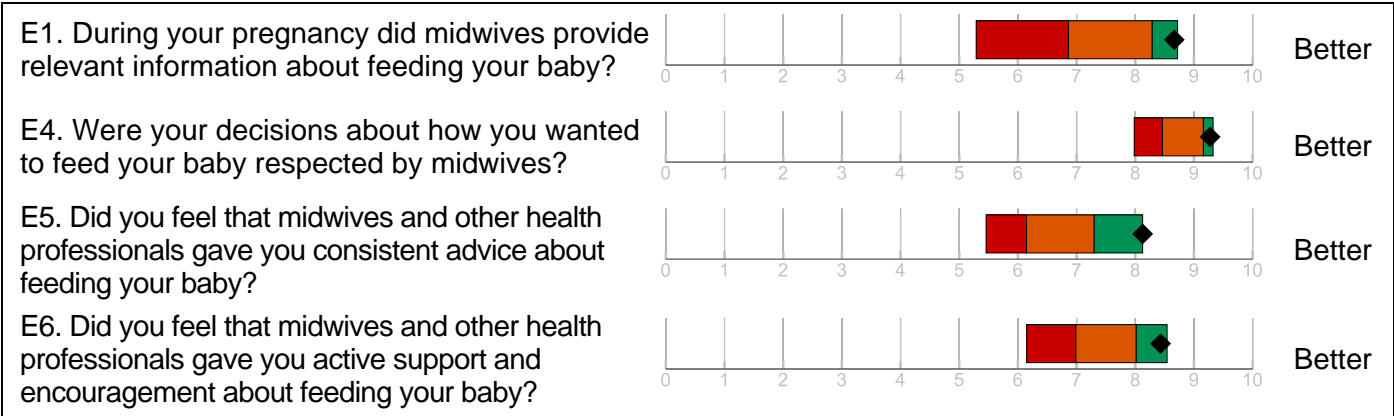 E1. During your pregnancy did midwives provide
relevant information about feeding your baby?
0 1 2 3 4 5 6 7 8 9 10
Better
E4. Were your decisions about how you wanted
to feed your baby respected by midwives?
0 1 2 3 4 5 6 7 8 9 10
Better
E5. Did you feel that midwives and other health
professionals gave you consistent advice about
feeding your baby?
0 1 2 3 4 5 6 7 8 9 10
Better
E6. Did you feel that midwives and other health
professionals gave you active support and
encouragement about feeding your baby?
0 1 2 3 4 5 6 7 8 9 10
Better